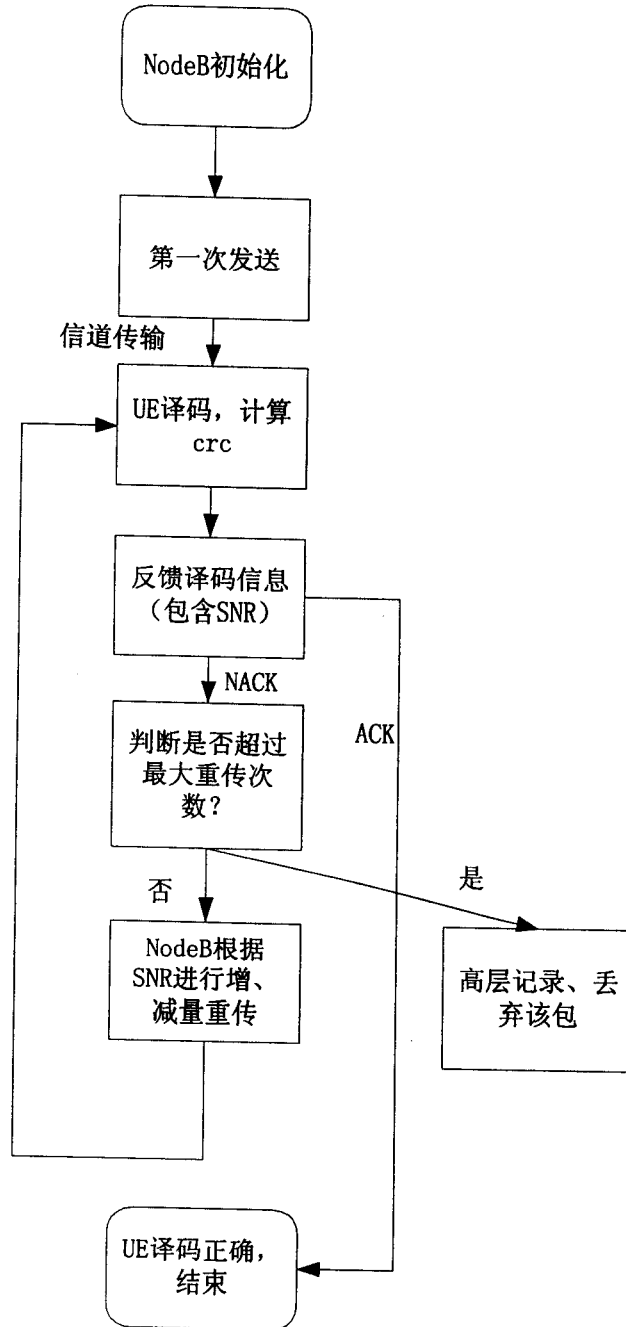 NodeB初始化
第一次发送
信道传输
UE译码，计算
crc
反馈译码信息
（包含SNR）
NACK
ACK
判断是否超过
最大重传次
数？
否
是
NodeB根据
SNR进行增、
减量重传
高层记录、丢
弃该包
UE译码正确，
结束